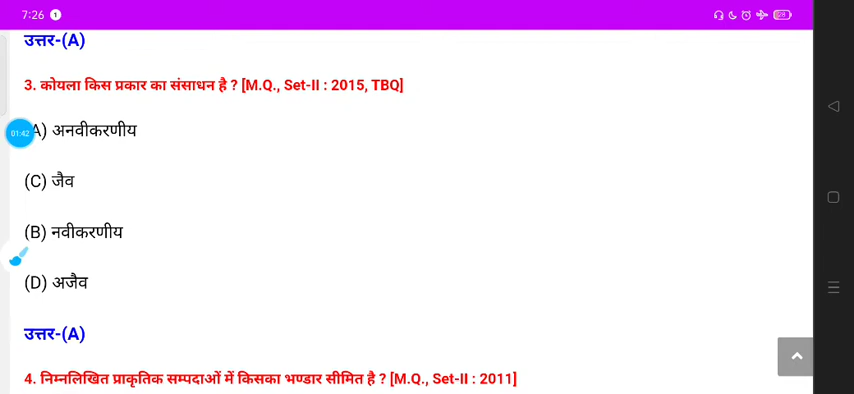 7:26 1
उत्तर-(A)
3. कोयला किस प्रकार का संसाधन है ? [M.Q., Set-II : 2015, TBQ]
01:42
A) अनवीकरणीय
(C) जैव
(B) नवीकरणीय
(D) अजैव
उत्तर-(A)
4. निम्नलिखित प्राकृतिक सम्पदाओं में किसका भण्डार सीमित है ? [M.Q., Set-II : 2011]